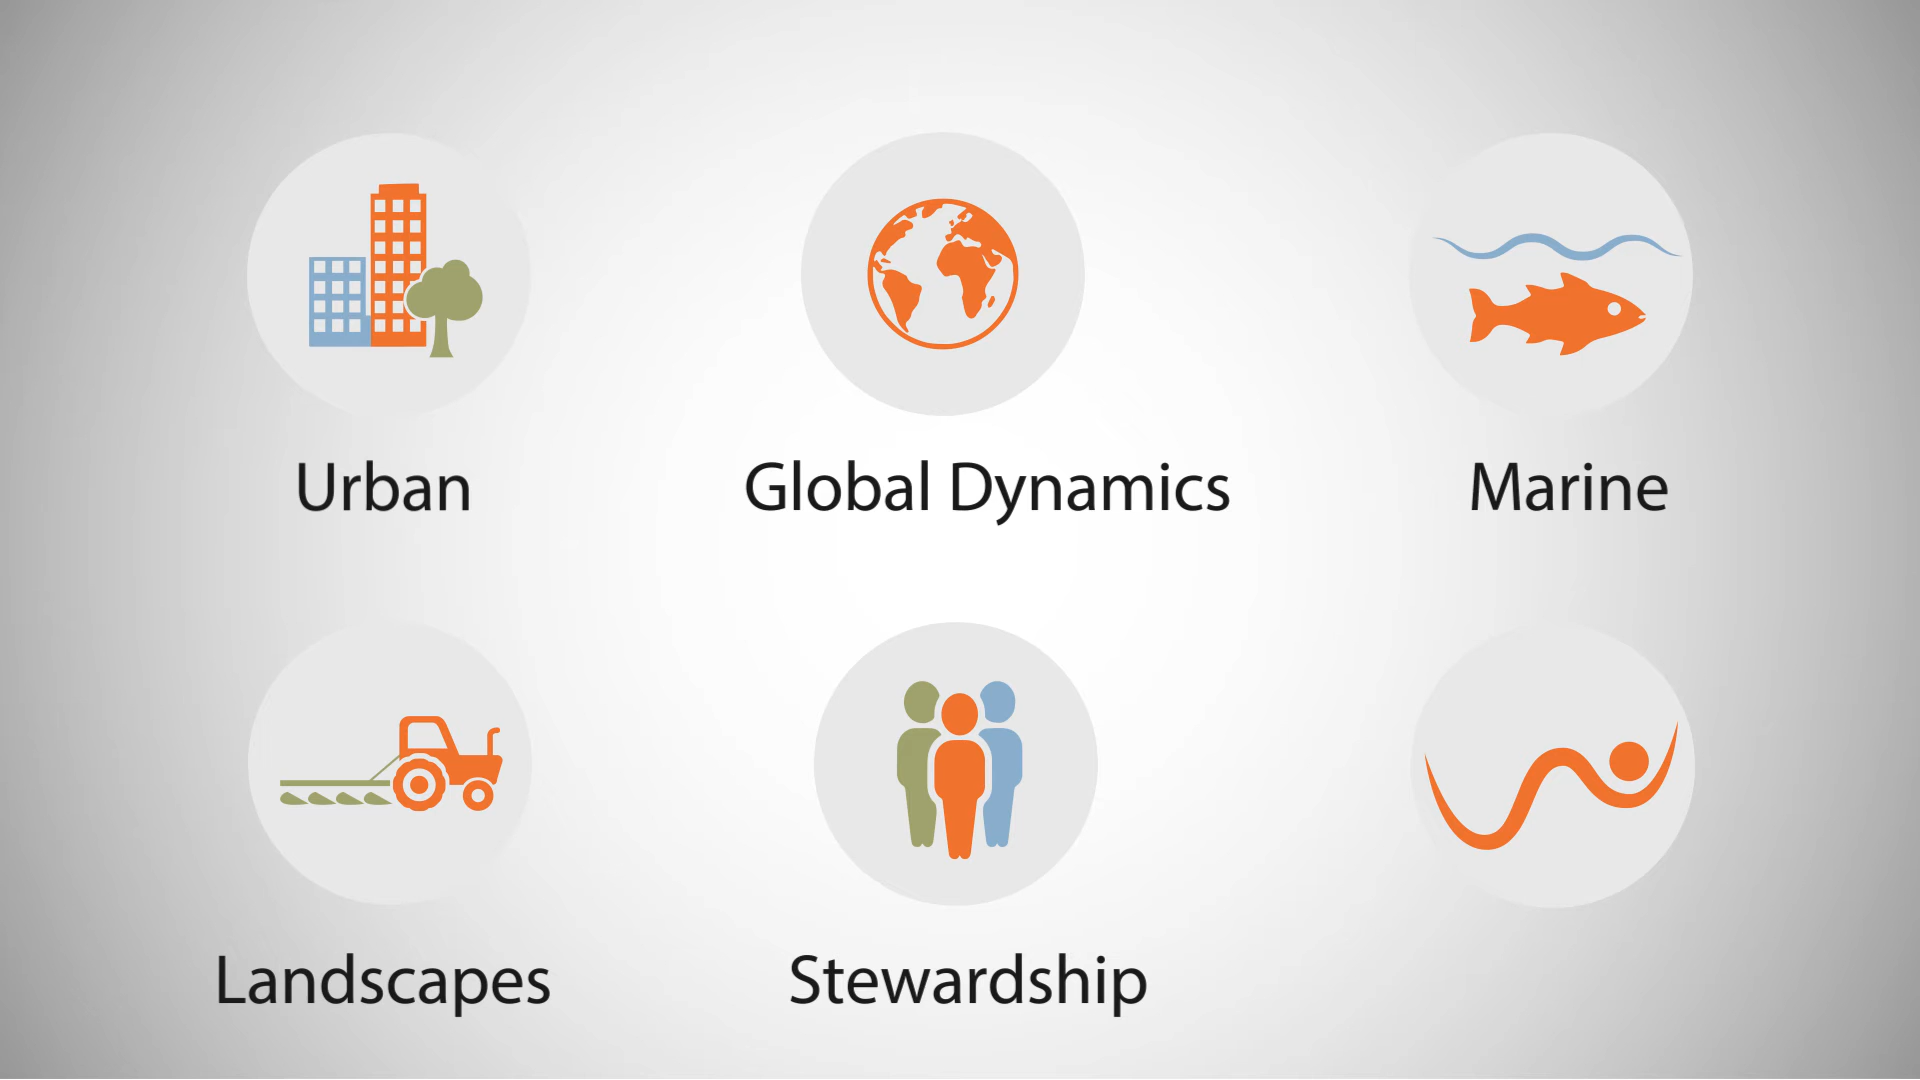 Urban
Global Dynamics
Marine
Landscapes
Stewardship